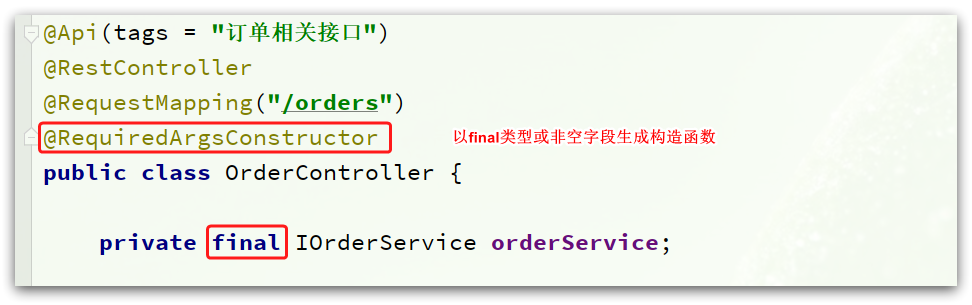 @Api(tags = "订单相关接口")
@RestController
@RequestMapping("/orders")
@RequiredArgsConstructor 以final类型或非空字段生成构造函数
public class OrderController {
private final IOrderService orderService;